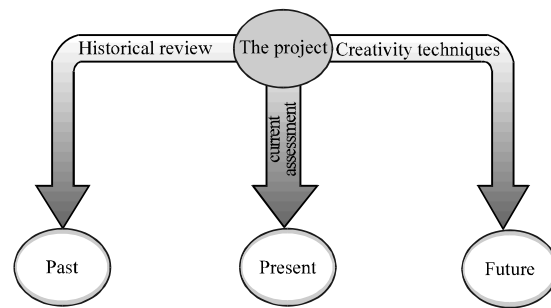 Historical review
The project
Creativity techniques
current
assessment
Past
Present
Future